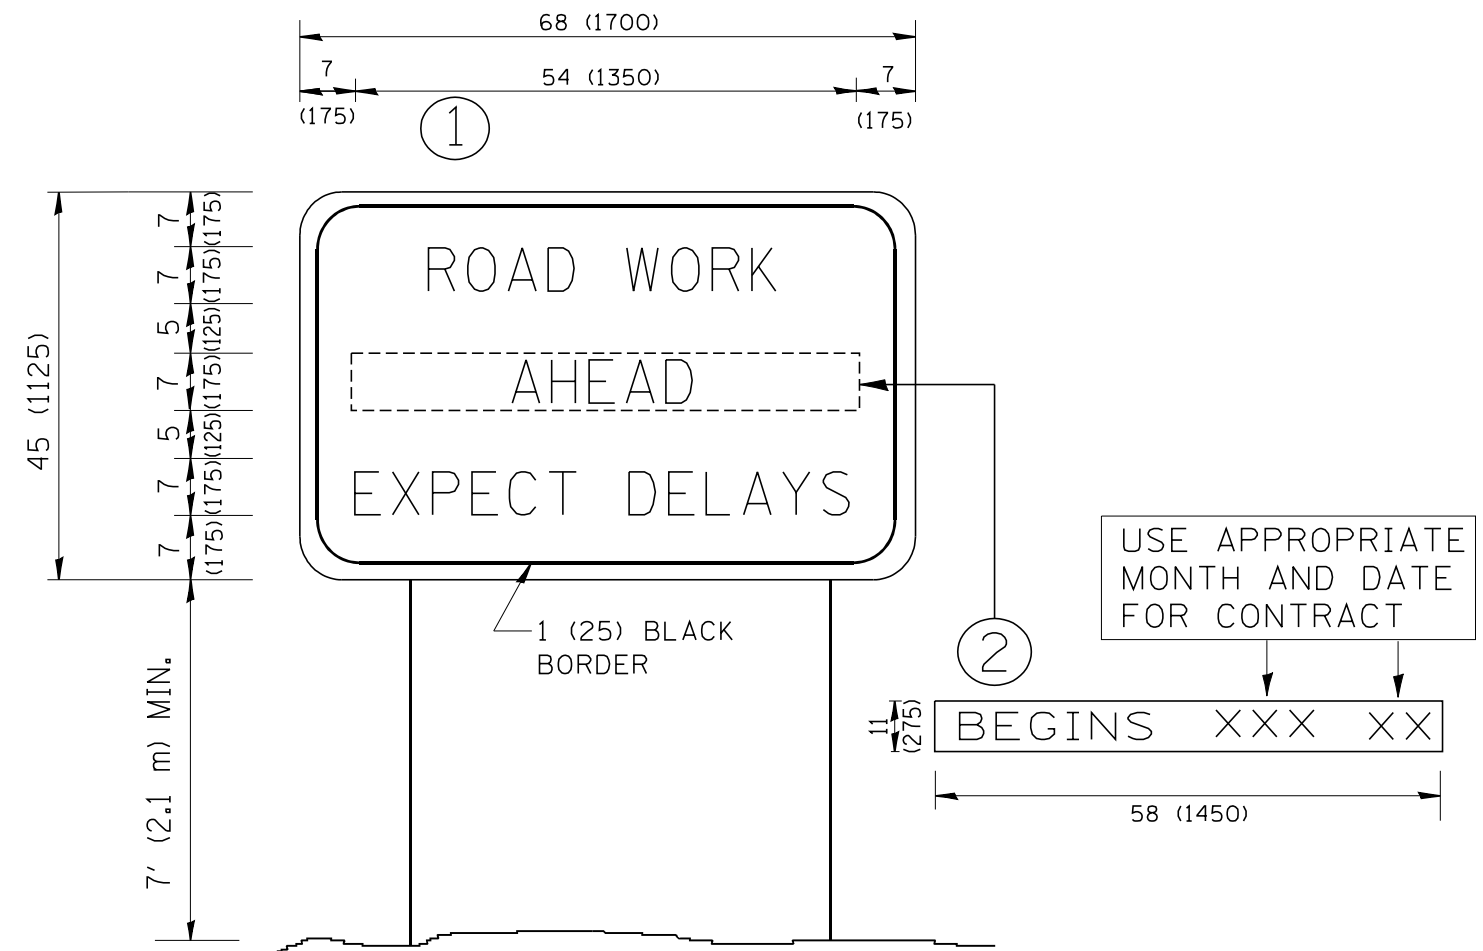 68 (1700)
7
54 (1350)
7
(175)
(175)
1
45 (1125)
7
(175)
7
(175)
5
(125)
7
(175)
5
(125)
7
(175)
7
(175)
ROAD WORK
AHEAD
EXPECT DELAYS
1 (25) BLACK
BORDER
7' (2.1 m) MIN.
USE APPROPRIATE
MONTH AND DATE
FOR CONTRACT
2
11
(275)
BEGINS XXX XX
58 (1450)